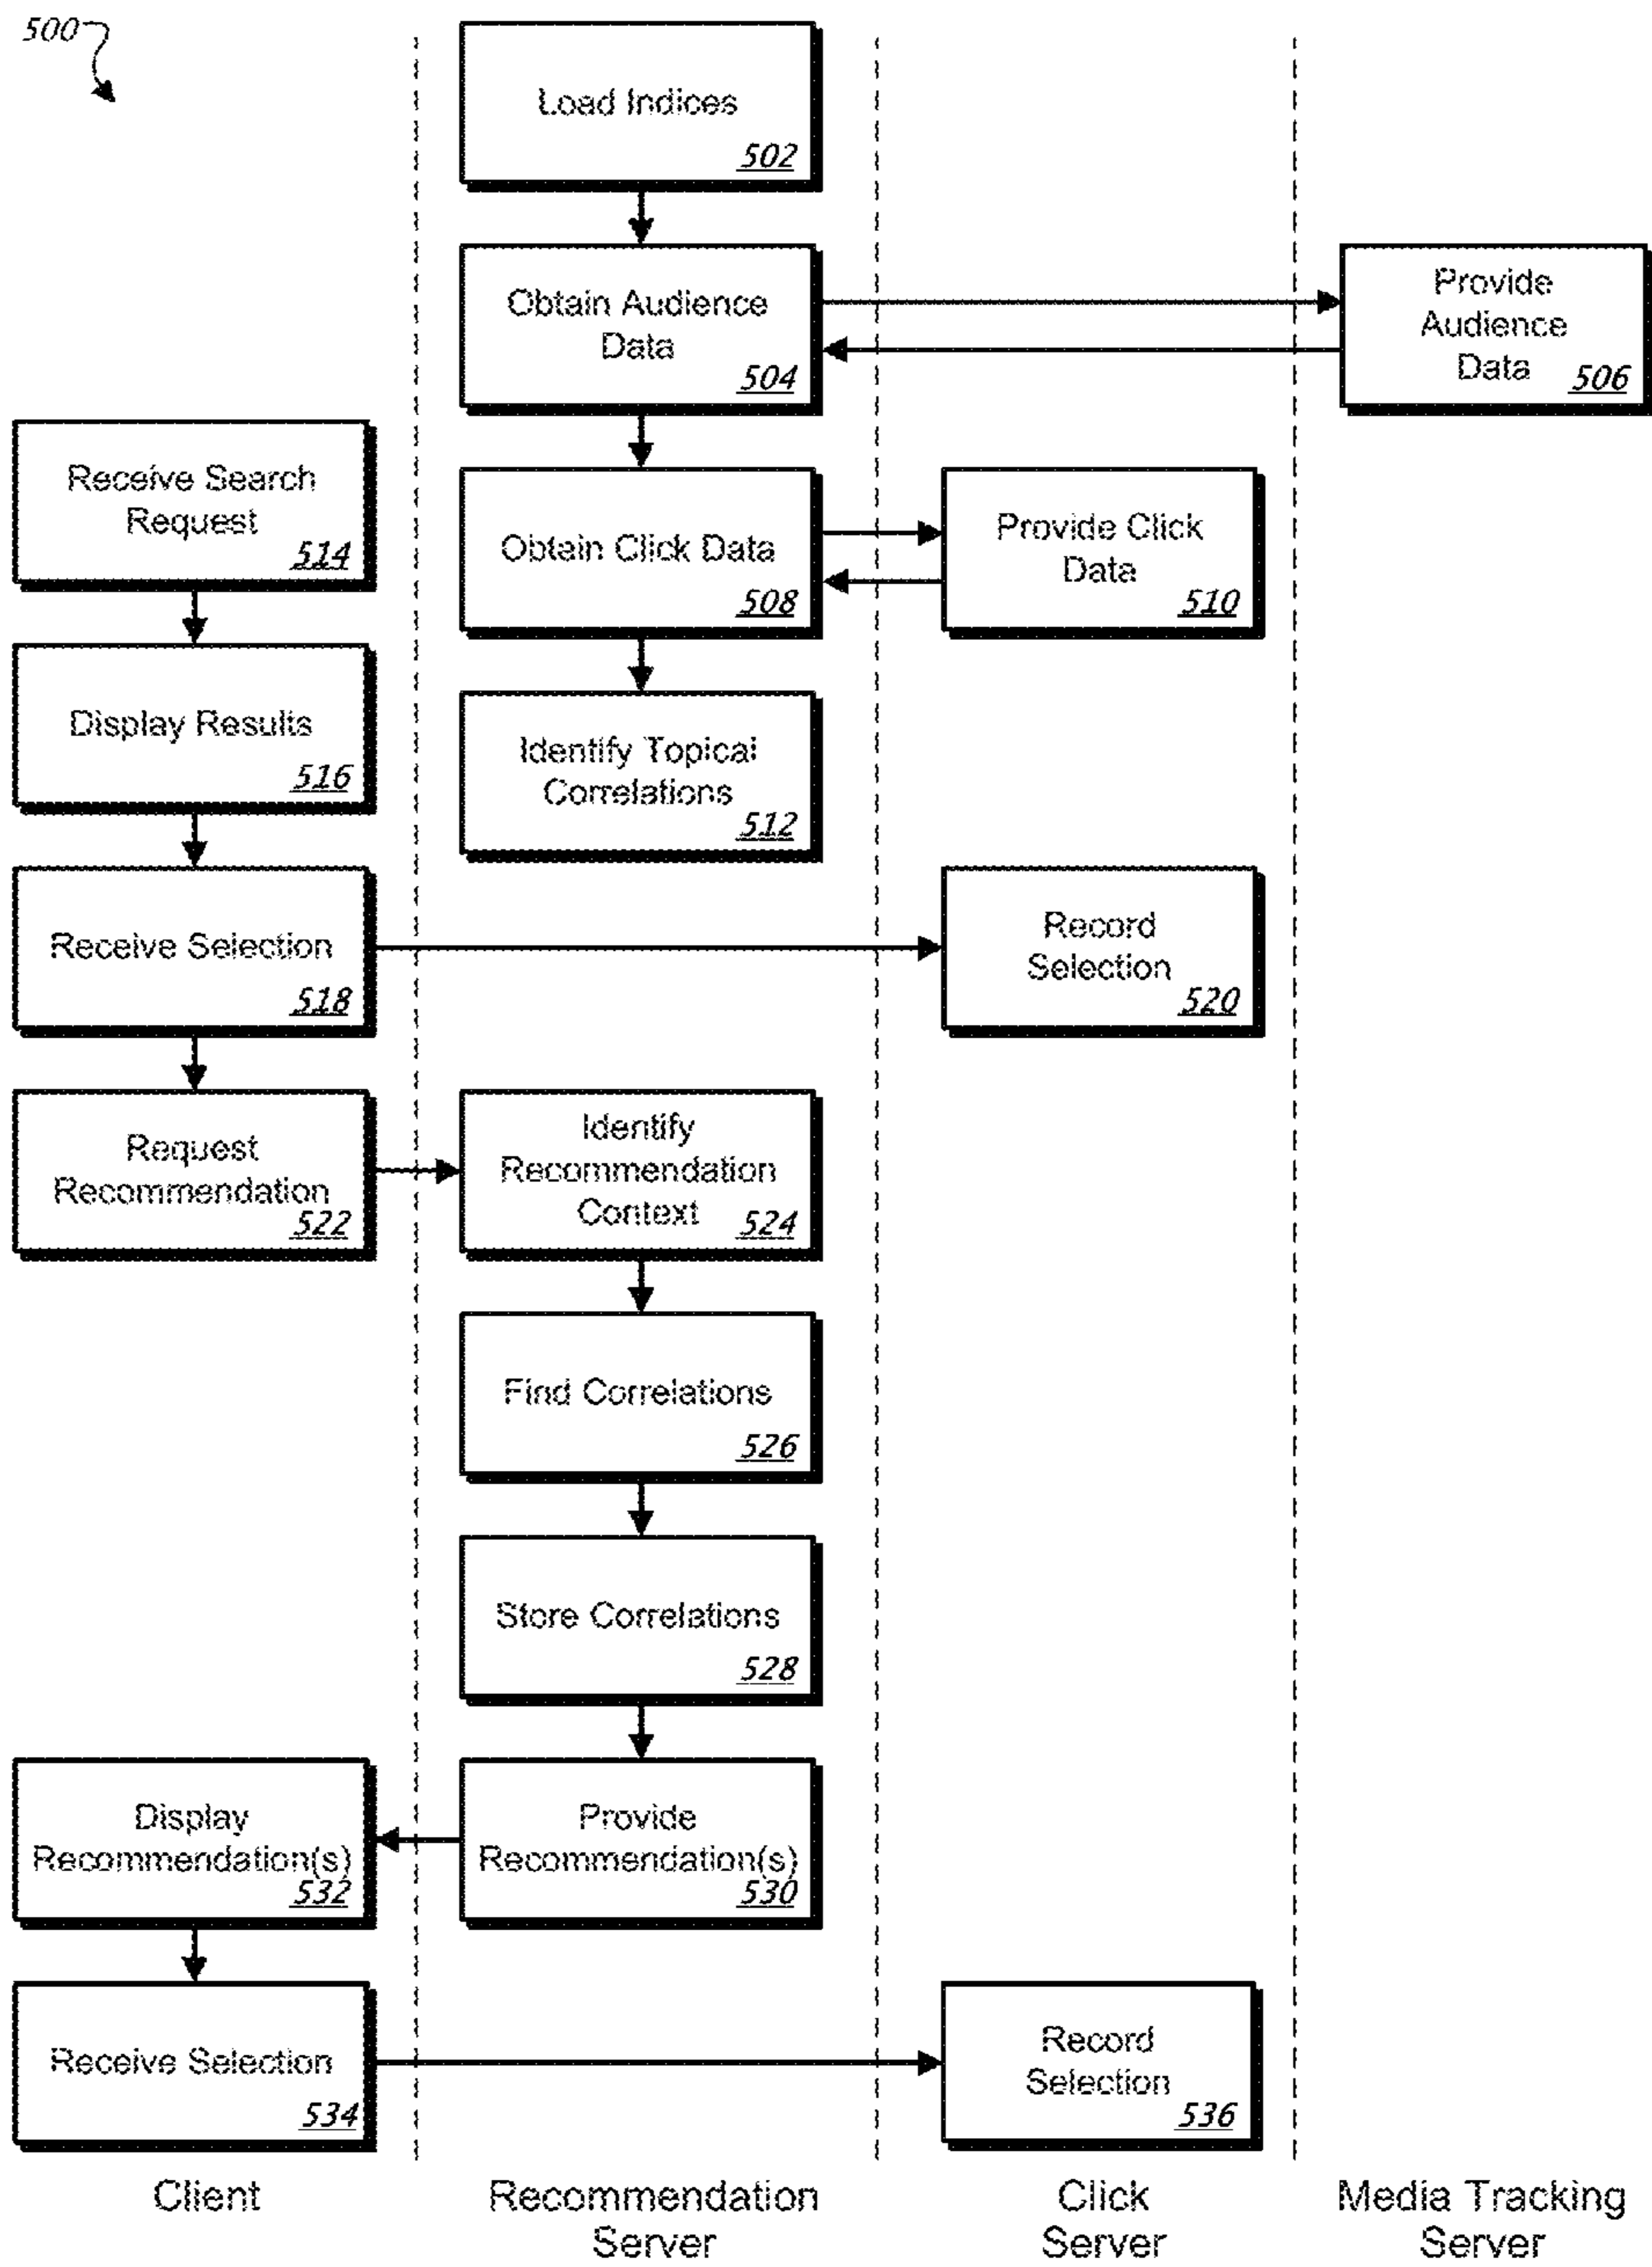 500
Load Indices
502
Obtain Audience
Data
504
Provide
Audience
Data
506
Receive Search
Request
514
Obtain Click Data
508
Provide Click
Data
510
Display Results
516
Identify Topical
Correlations
512
Receive Selection
518
Record
Selection
520
Request
Recommendation
522
Identify
Recommendation
Context
524
Find Correlations
526
Store Correlations
528
Display
Recommendation(s)
532
Provide
Recommendation(s)
530
Receive Selection
534
Record
Selection
536
Client
Recommendation
Server
Click
Server
Media Tracking
Server